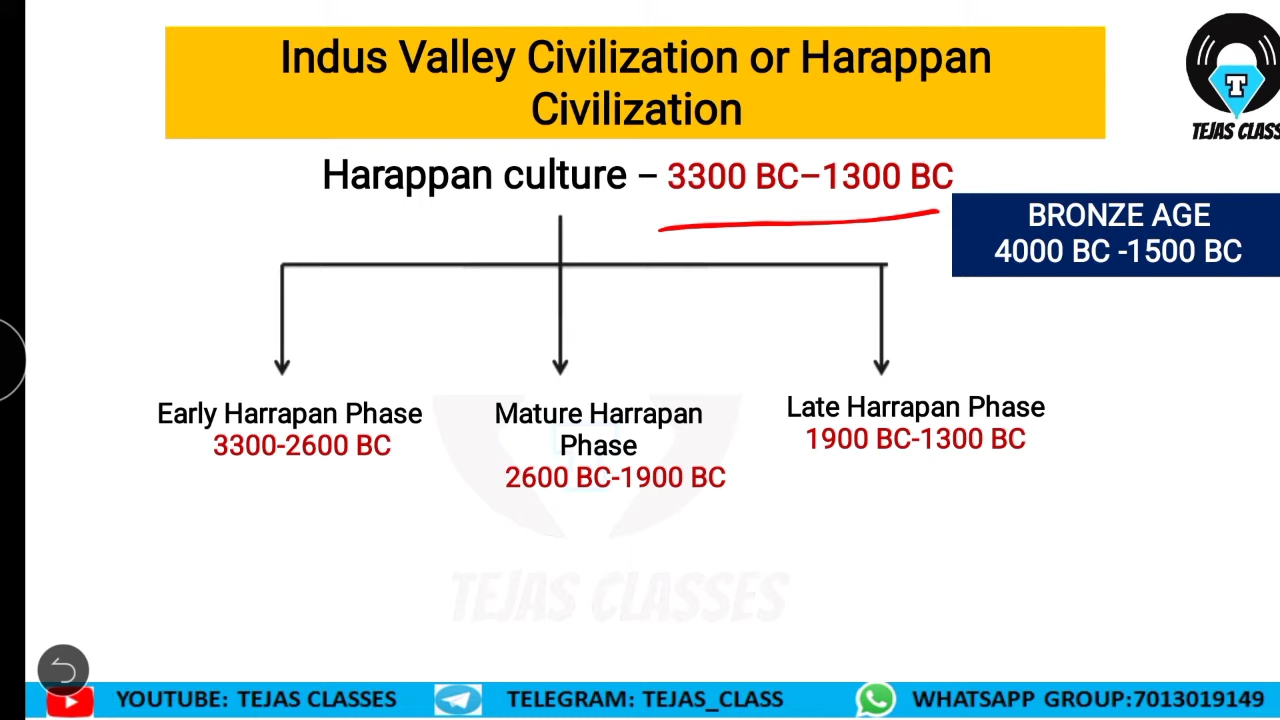 Indus Valley Civilization or Harappan
Civilization
T
TEJAS CLASS
Harappan culture – 3300 BC–1300 BC
BRONZE AGE
4000 BC -1500 BC
Early Harrapan Phase
3300-2600 BC
Mature Harrapan
Phase
2600 BC-1900 BC
Late Harrapan Phase
1900 BC-1300 BC
TEJAS CLASSES
YOUTUBE: TEJAS CLASSES
TELEGRAM: TEJAS_CLASS
WHATSAPP GROUP:7013019149